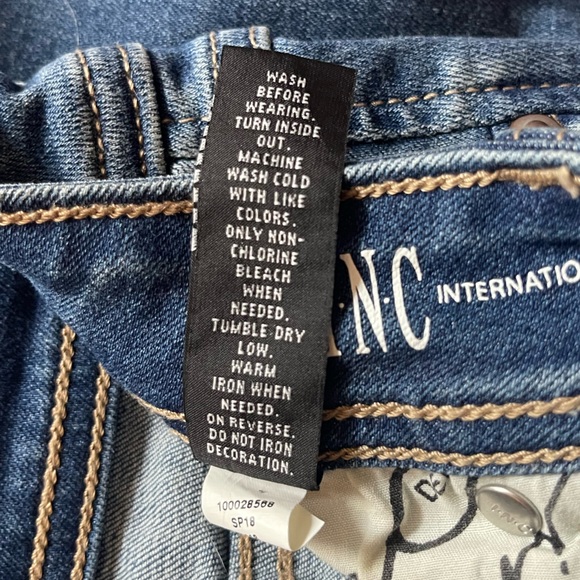 WASH
BEFORE
WEARING.
TURN INSIDE
OUT.
MACHINE
WASH COLD
WITH LIKE
COLORS.
ONLY NON-
CHLORINE
BLEACH
WHEN
NEEDED.
TUMBLE DRY
LOW.
WARM
IRON WHEN
NEEDED.
ON REVERSE.
DO NOT IRON
DECORATION.
·N·C INTERNATIO
100028568
SP18